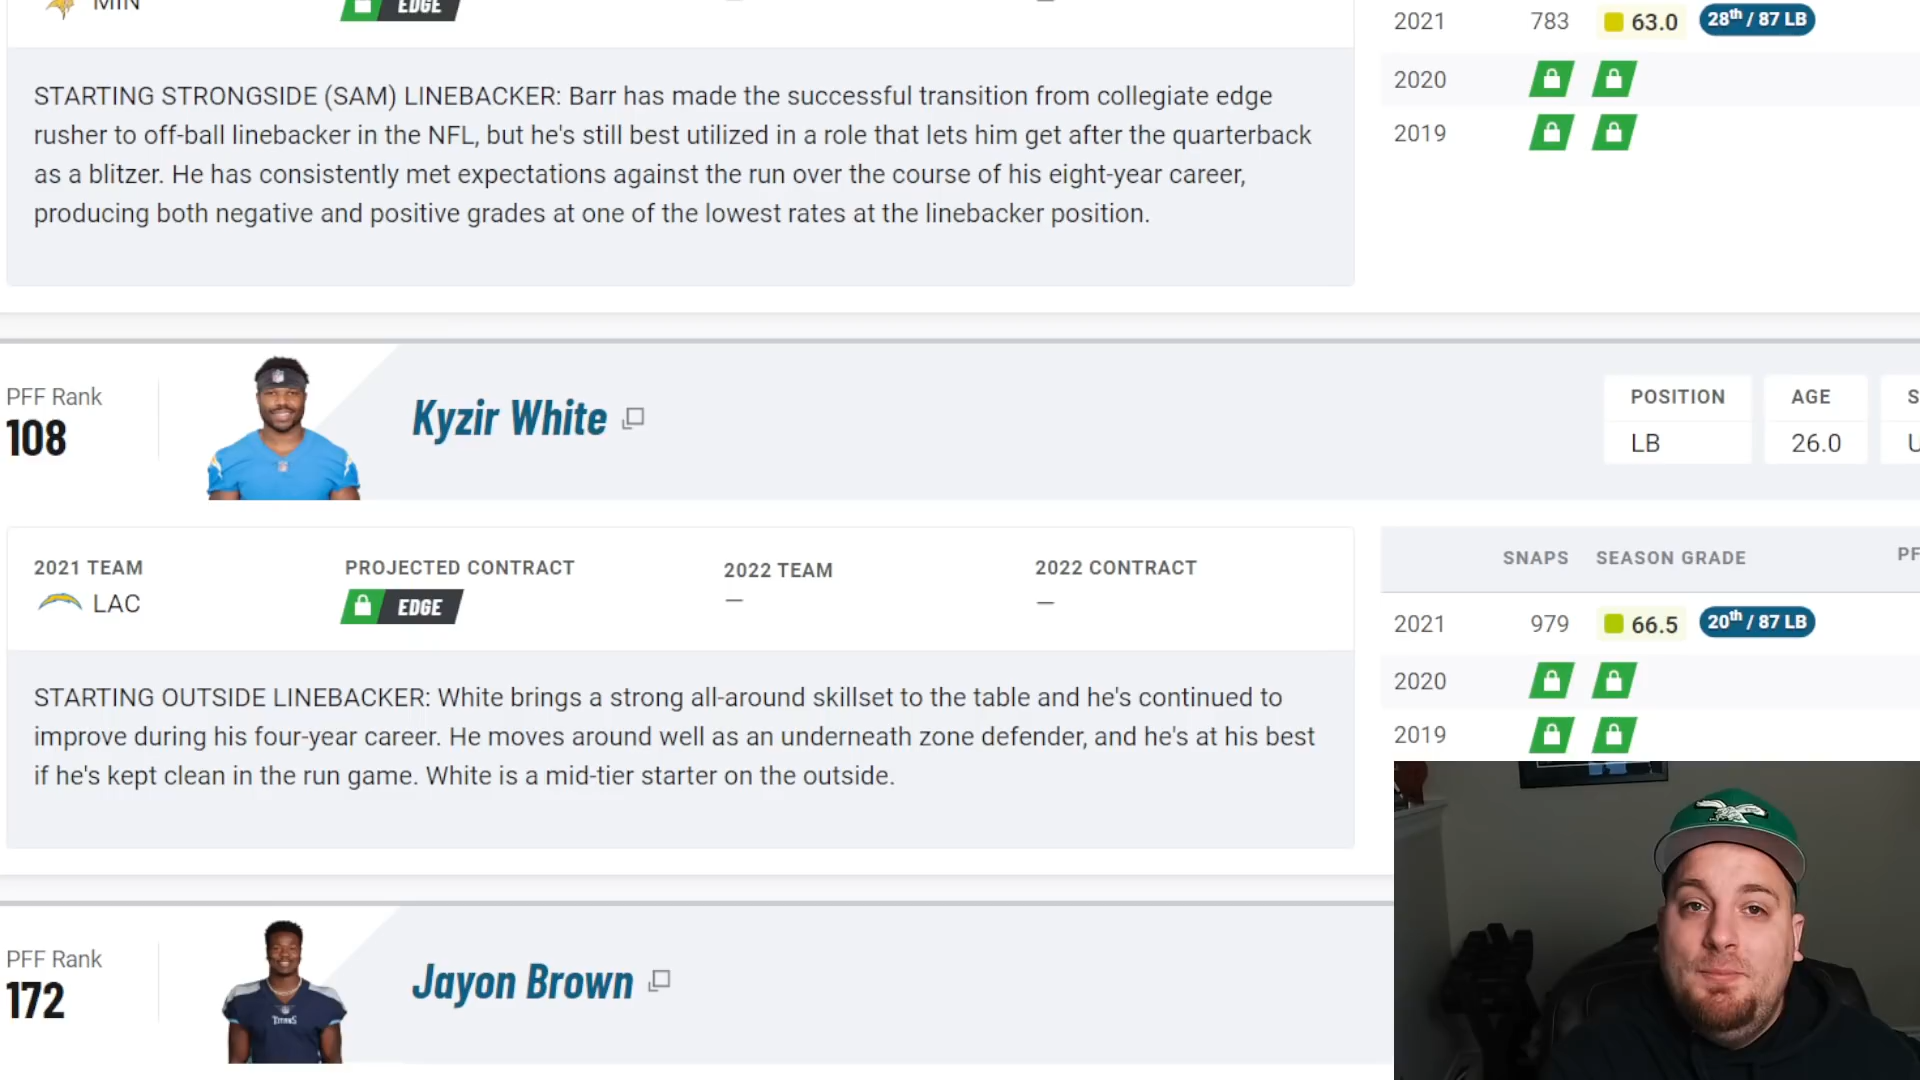 MIN
EDGE
2021 783 63.0 28th / 87 LB
2020
2019
STARTING STRONGSIDE (SAM) LINEBACKER: Barr has made the successful transition from collegiate edge
rusher to off-ball linebacker in the NFL, but he's still best utilized in a role that lets him get after the quarterback
as a blitzer. He has consistently met expectations against the run over the course of his eight-year career,
producing both negative and positive grades at one of the lowest rates at the linebacker position.
PFF Rank
108
Kyzir White
POSITION AGE S
LB 26.0 U
2021 TEAM PROJECTED CONTRACT 2022 TEAM 2022 CONTRACT
LAC EDGE — —
SNAPS SEASON GRADE PF
2021 979 66.5 20th / 87 LB
2020
2019
STARTING OUTSIDE LINEBACKER: White brings a strong all-around skillset to the table and he's continued to
improve during his four-year career. He moves around well as an underneath zone defender, and he's at his best
if he's kept clean in the run game. White is a mid-tier starter on the outside.
PFF Rank
172
Jayon Brown
TITANS